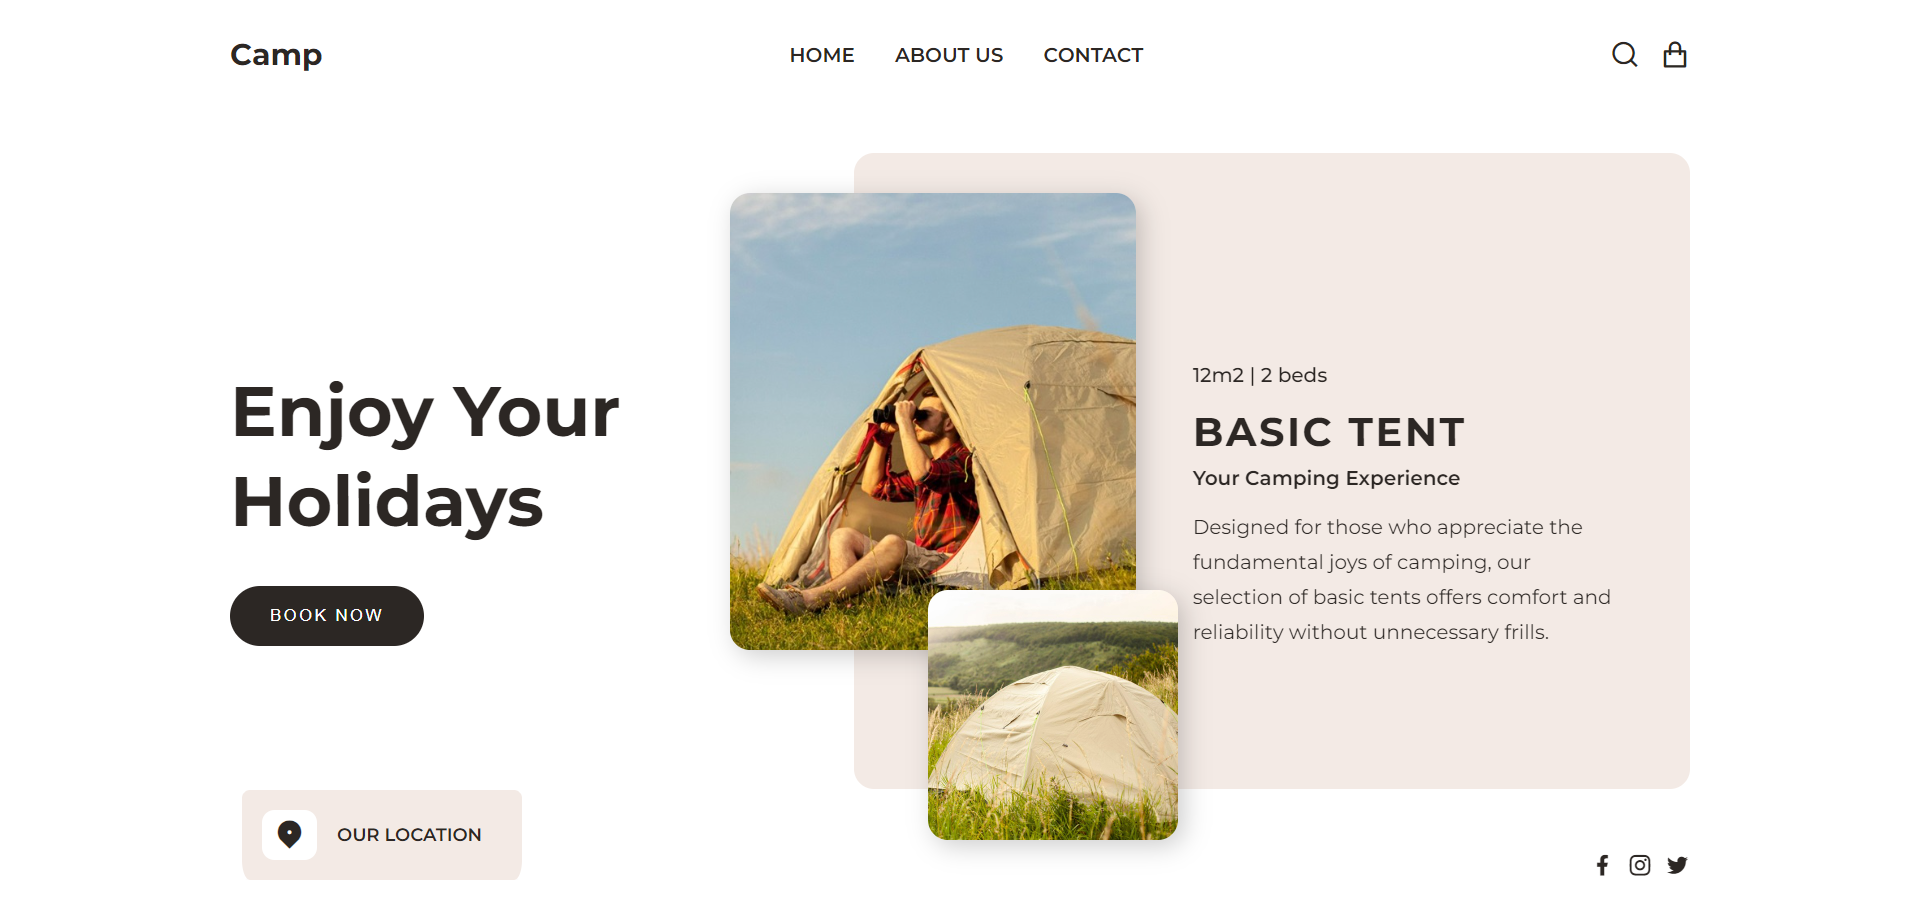 Camp
HOME
ABOUT US
CONTACT
Enjoy Your
Holidays
BOOK NOW
12m2 | 2 beds
BASIC TENT
Your Camping Experience
Designed for those who appreciate the
fundamental joys of camping, our
selection of basic tents offers comfort and
reliability without unnecessary frills.
OUR LOCATION